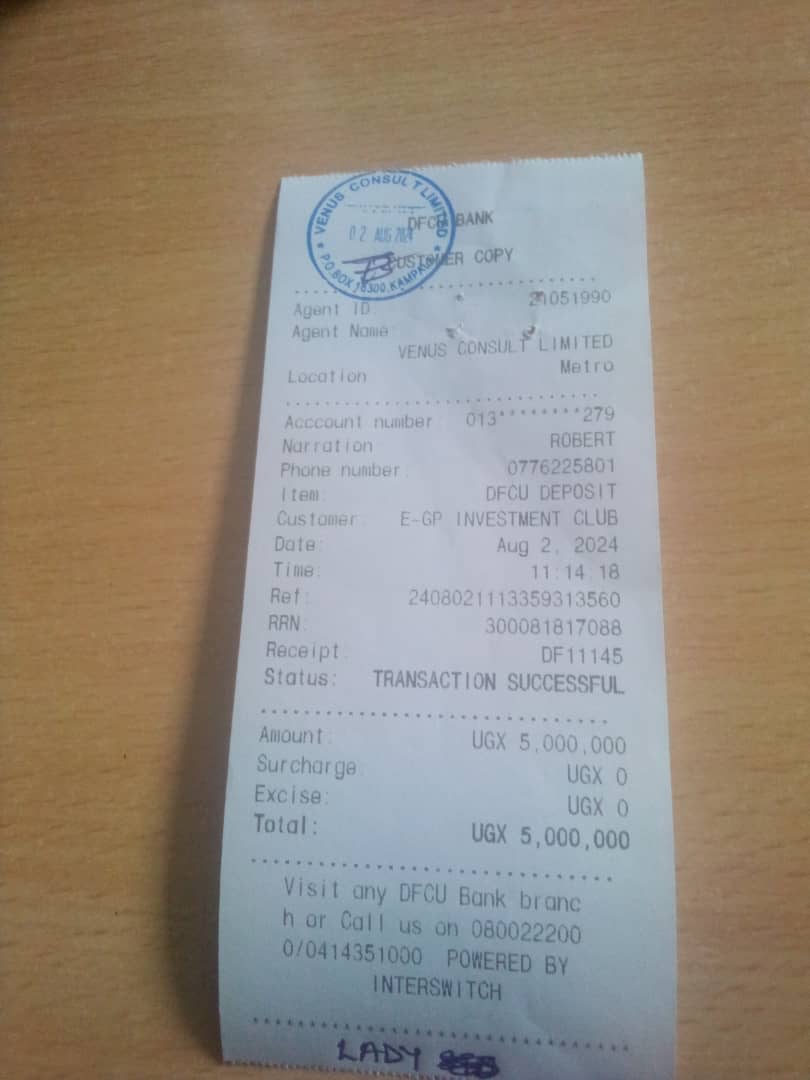 VENUS CONSULT LIMITED
02 AUG 2024
P.O.BOX 16300, KAMPALA
DFCU BANK
CUSTOMER COPY
Agent ID 21051990
Agent Name:
VENUS CONSULT LIMITED
Location Metro
Acccount number 013********279
Narration ROBERT
Phone number: 0776225801
Item: DFCU DEPOSIT
Customer: E-GP INVESTMENT CLUB
Date: Aug 2, 2024
Time: 11:14:18
Ref: 2408021113359313560
RRN: 300081817088
Receipt: DF11145
Status: TRANSACTION SUCCESSFUL
Amount: UGX 5,000,000
Surcharge: UGX 0
Excise: UGX 0
Total: UGX 5,000,000
Visit any DFCU Bank branc
h or Call us on 080022200
0/0414351000 POWERED BY
INTERSWITCH
LADY